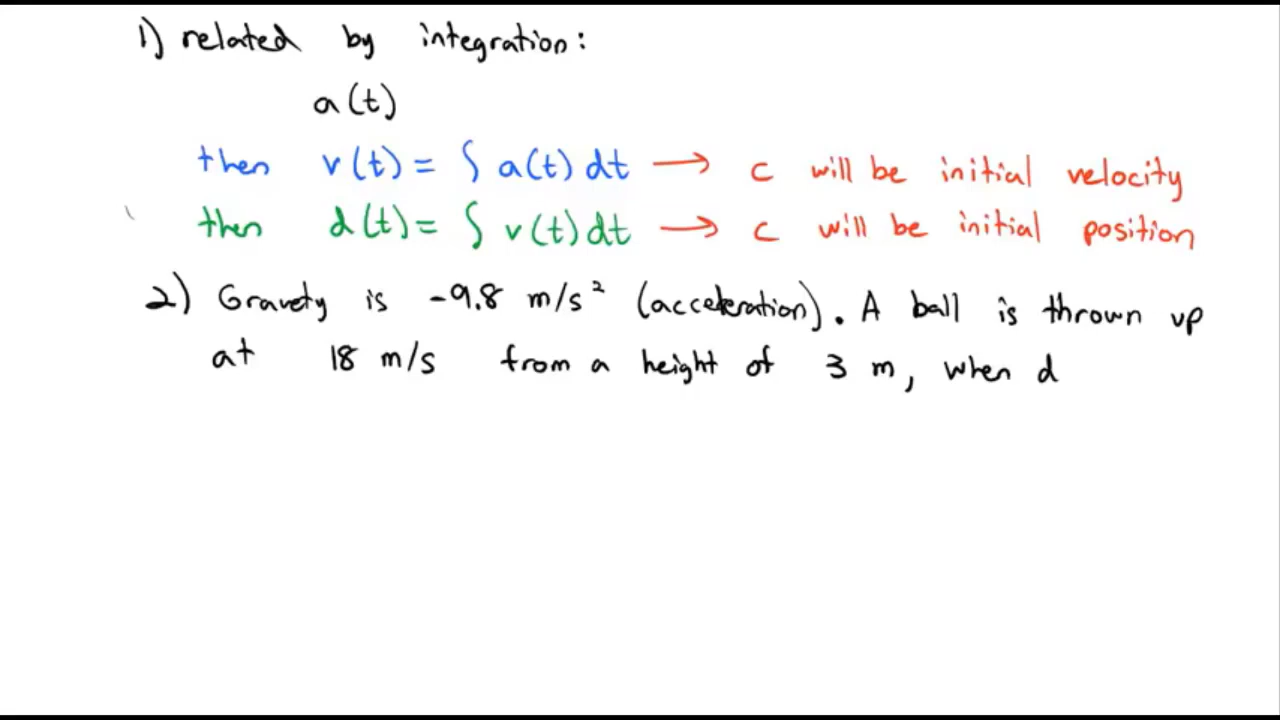 1) related by integration:
a(t)
then v(t) = ∫ a(t) dt → c will be initial velocity
then d(t) = ∫ v(t) dt → c will be initial position
2) Gravety is -9.8 m/s² (acceleration). A ball is thrown up
at 18 m/s from a height of 3 m, when d